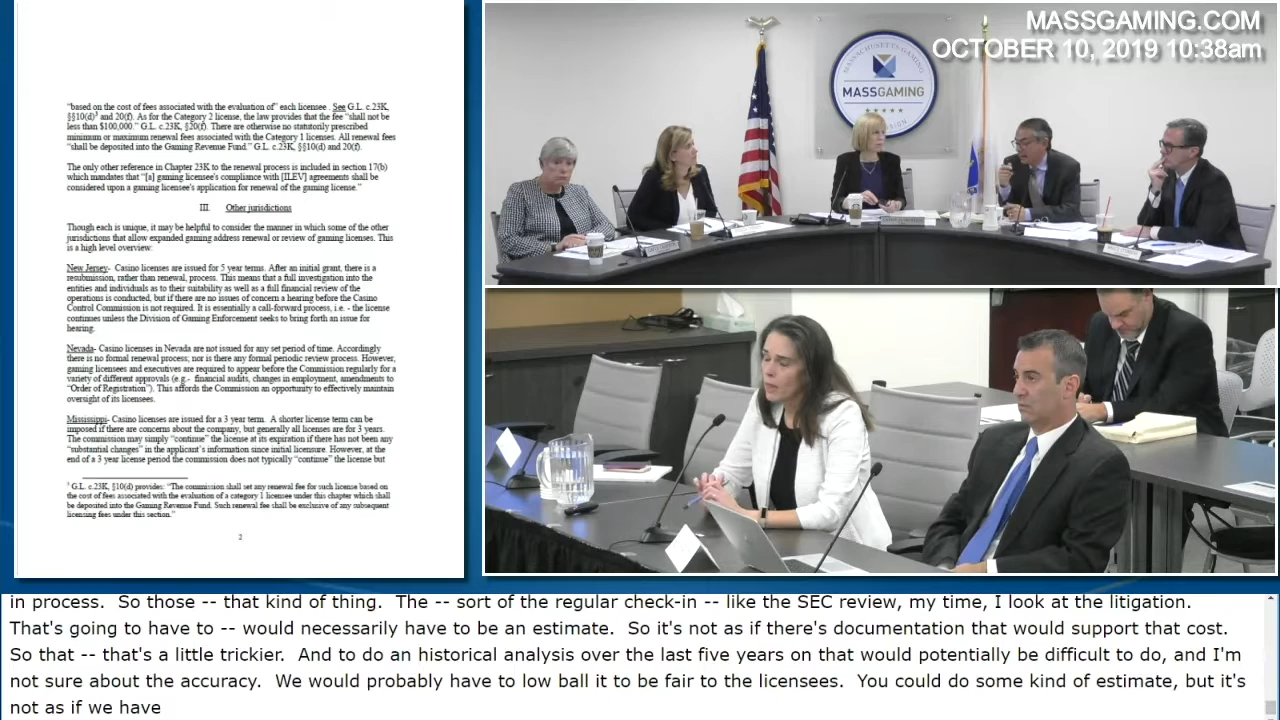 "based on the cost of fees associated with the evaluation of" each licensee . See G.L. c.23K,
§§10(d)³ and 20(f). As for the Category 2 license, the law provides that the fee "shall not be
less than $100,000." G.L. c.23K, §20(f). There are otherwise no statutorily prescribed
minimum or maximum renewal fees associated with the Category 1 licenses. All renewal fees
"shall be deposited into the Gaming Revenue Fund." G.L. c.23K, §§10(d) and 20(f).
The only other reference in Chapter 23K to the renewal process is included in section 17(b)
which mandates that "[a] gaming licensee's compliance with [ILEV] agreements shall be
considered upon a gaming licensee's application for renewal of the gaming license."
III. Other jurisdictions
Though each is unique, it may be helpful to consider the manner in which some of the other
jurisdictions that allow expanded gaming address renewal or review of gaming licenses. This
is a high level overview:
New Jersey- Casino licenses are issued for 5 year terms. After an initial grant, there is a
resubmission, rather than renewal, process. This means that a full investigation into the
entities and individuals as to their suitability as well as a full financial review of the
operations is conducted, but if there are no issues of concern a hearing before the Casino
Control Commission is not required. It is essentially a call-forward process, i.e. - the license
continues unless the Division of Gaming Enforcement seeks to bring forth an issue for
hearing.
Nevada- Casino licenses in Nevada are not issued for any set period of time. Accordingly
there is no formal renewal process; nor is there any formal periodic review process. However,
gaming licensees and executives are required to appear before the Commission regularly for a
variety of different approvals (e.g.- financial audits, changes in employment, amendments to
"Order of Registration"). This affords the Commission an opportunity to effectively maintain
oversight of its licensees.
Mississippi- Casino licenses are issued for a 3 year term. A shorter license term can be
imposed if there are concerns about the company, but generally all licenses are for 3 years.
The commission may simply "continue" the license at its expiration if there has not been any
"substantial changes" in the applicant's information since initial licensure. However, at the
end of a 3 year license period the commission does not typically "continue" the license but
³ G.L. c.23K, §10(d) provides: "The commission shall set any renewal fee for such license based on
the cost of fees associated with the evaluation of a category 1 licensee under this chapter which shall
be deposited into the Gaming Revenue Fund. Such renewal fee shall be exclusive of any subsequent
licensing fees under this section."
2
MASSGAMING.COM
OCTOBER 10, 2019 10:38am
MASSACHUSETTS GAMING
MASSGAMING
in process. So those -- that kind of thing. The -- sort of the regular check-in -- like the SEC review, my time, I look at the litigation.
That's going to have to -- would necessarily have to be an estimate. So it's not as if there's documentation that would support that cost.
So that -- that's a little trickier. And to do an historical analysis over the last five years on that would potentially be difficult to do, and I'm
not sure about the accuracy. We would probably have to low ball it to be fair to the licensees. You could do some kind of estimate, but it's
not as if we have